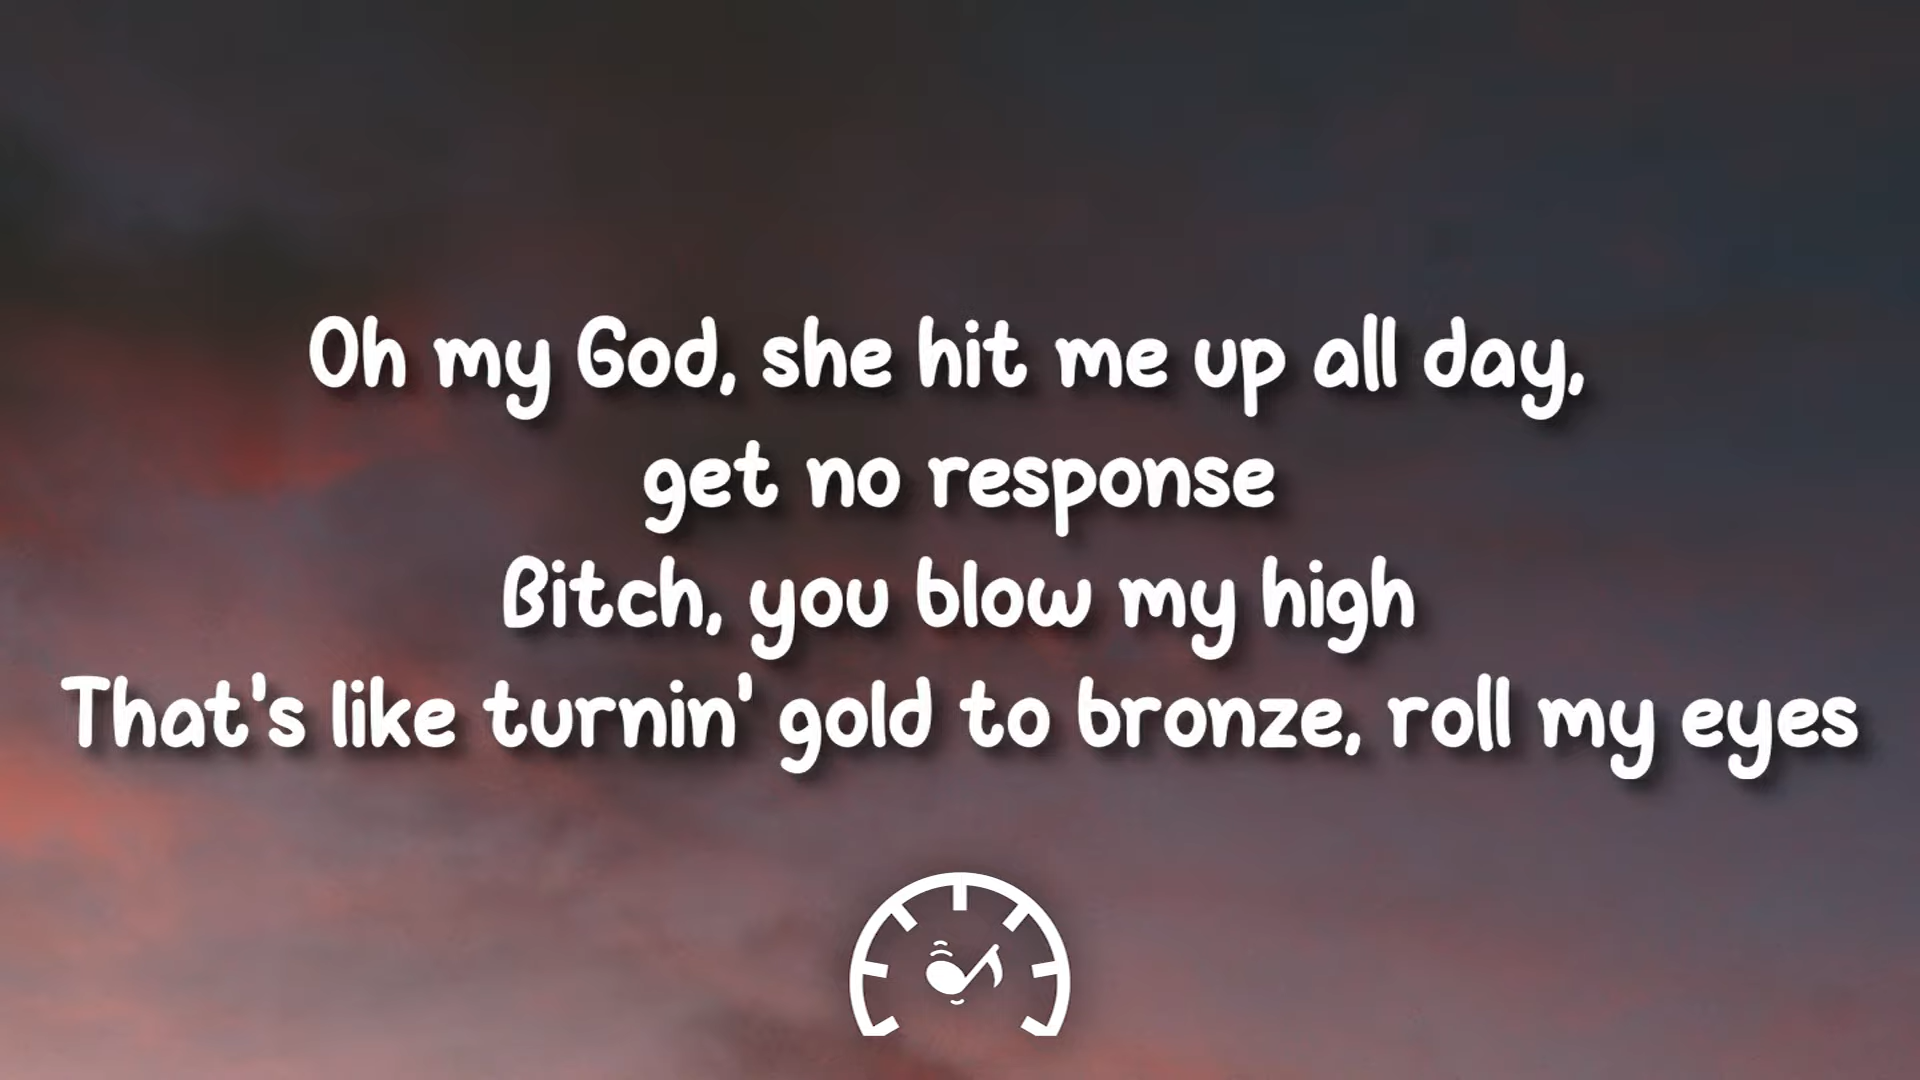 Oh my God, she hit me up all day,
get no response
Bitch, you blow my high
That's like turnin' gold to bronze, roll my eyes